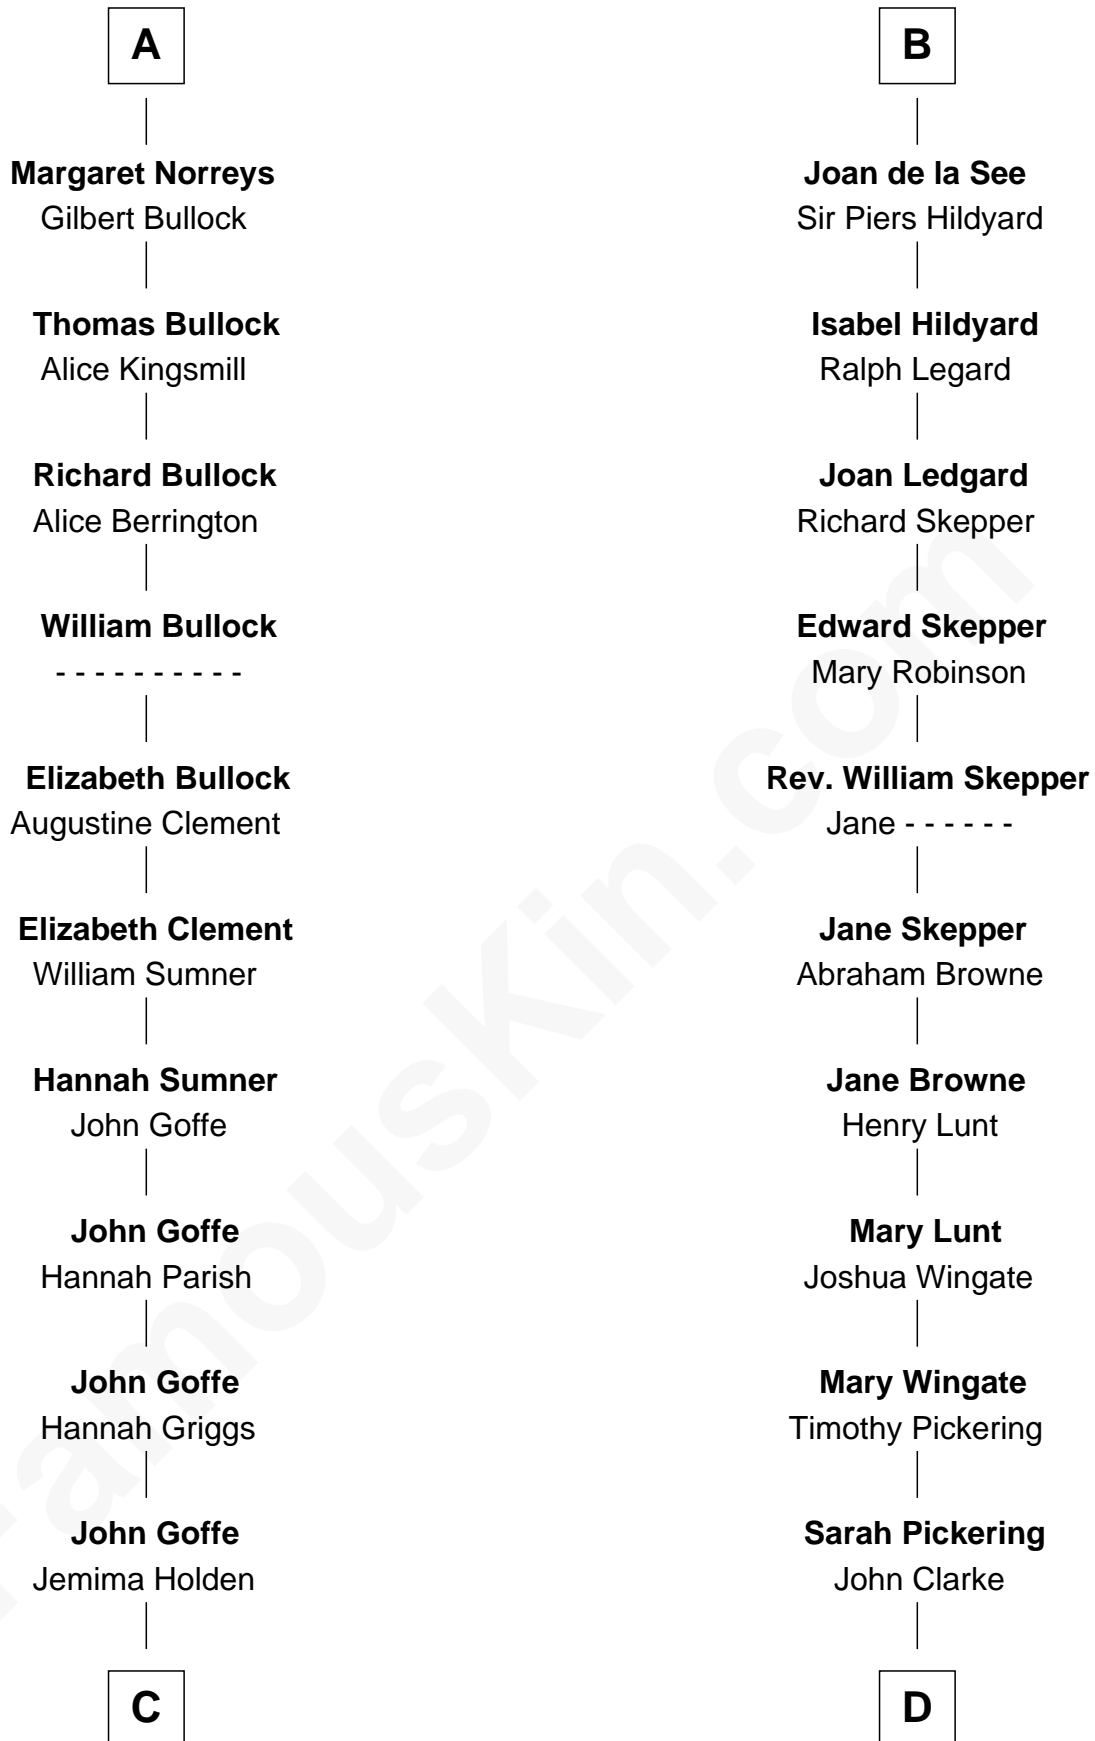 A
Margaret Norreys
Gilbert Bullock
Thomas Bullock
Alice Kingsmill
Richard Bullock
Alice Berrington
William Bullock
- - - - - - - - - -
Elizabeth Bullock
Augustine Clement
Elizabeth Clement
William Sumner
Hannah Sumner
John Goffe
John Goffe
Hannah Parish
John Goffe
Hannah Griggs
John Goffe
Jemima Holden
C
B
Joan de la See
Sir Piers Hildyard
Isabel Hildyard
Ralph Legard
Joan Ledgard
Richard Skepper
Edward Skepper
Mary Robinson
Rev. William Skepper
Jane - - - - - -
Jane Skepper
Abraham Browne
Jane Browne
Henry Lunt
Mary Lunt
Joshua Wingate
Mary Wingate
Timothy Pickering
Sarah Pickering
John Clarke
D
FamousKin.com